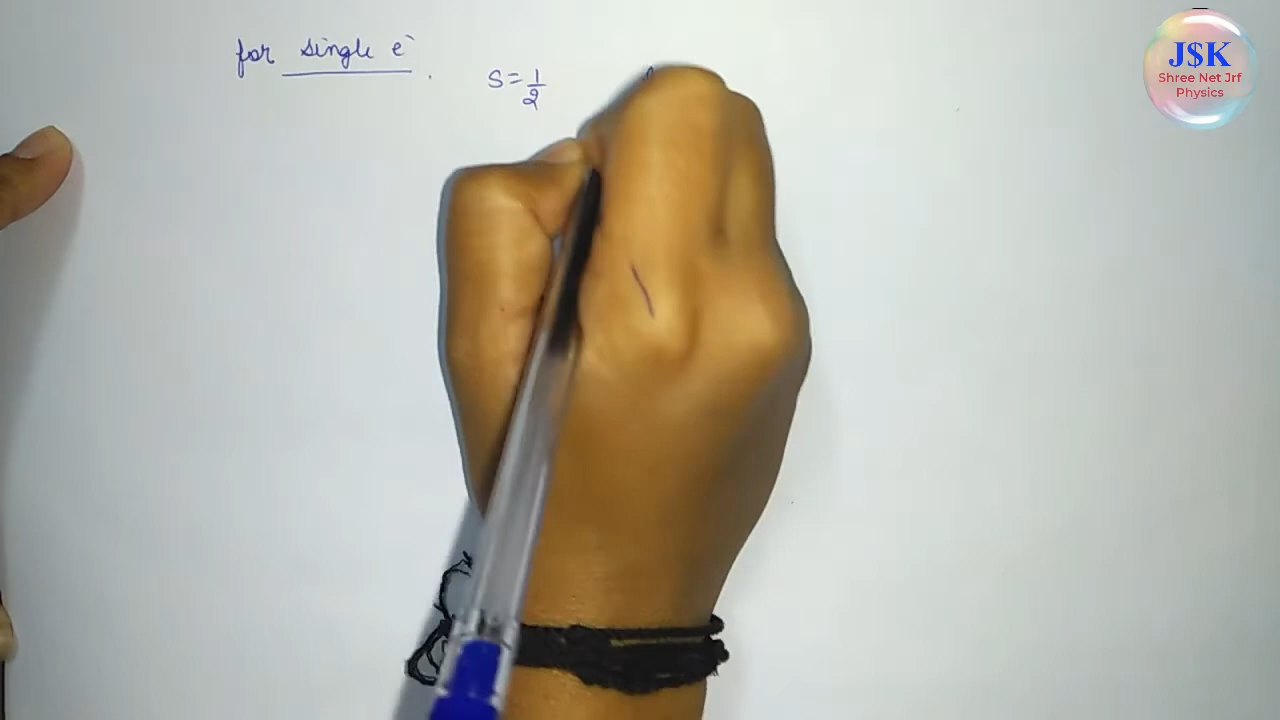 for single e⁻.
S=1/2
JSK
Shree Net Jrf
Physics